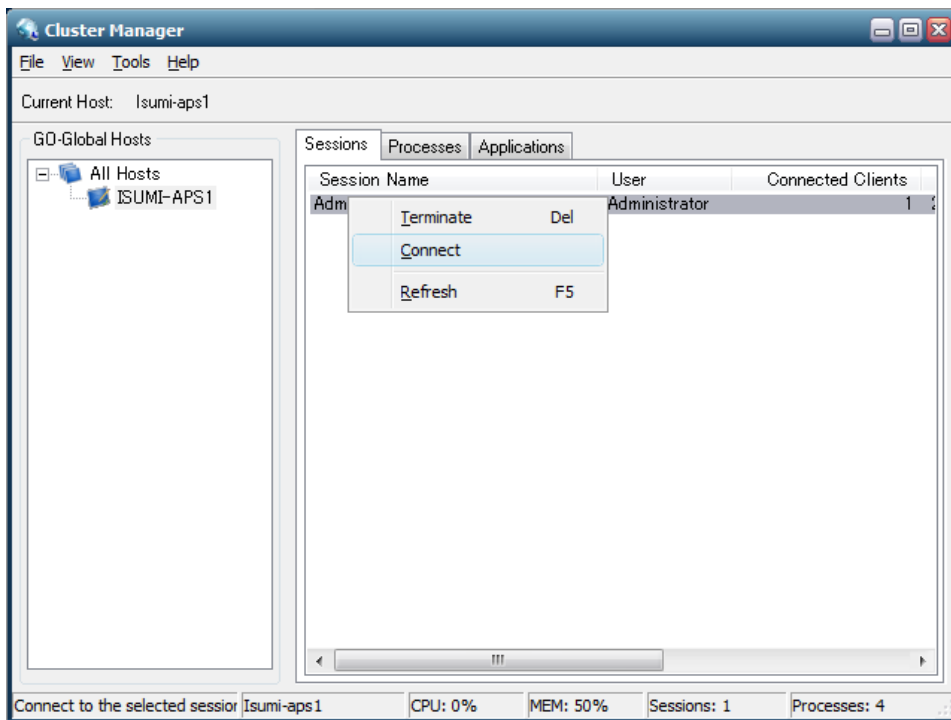 Cluster Manager
File View Tools Help
Current Host: Isumi-aps1
GO-Global Hosts
All Hosts
ISUMI-APS1
Sessions Processes Applications
Session Name User Connected Clients
Adm Administrator 1
Terminate Del
Connect
Refresh F5
Connect to the selected session Isumi-aps1 CPU: 0% MEM: 50% Sessions: 1 Processes: 4